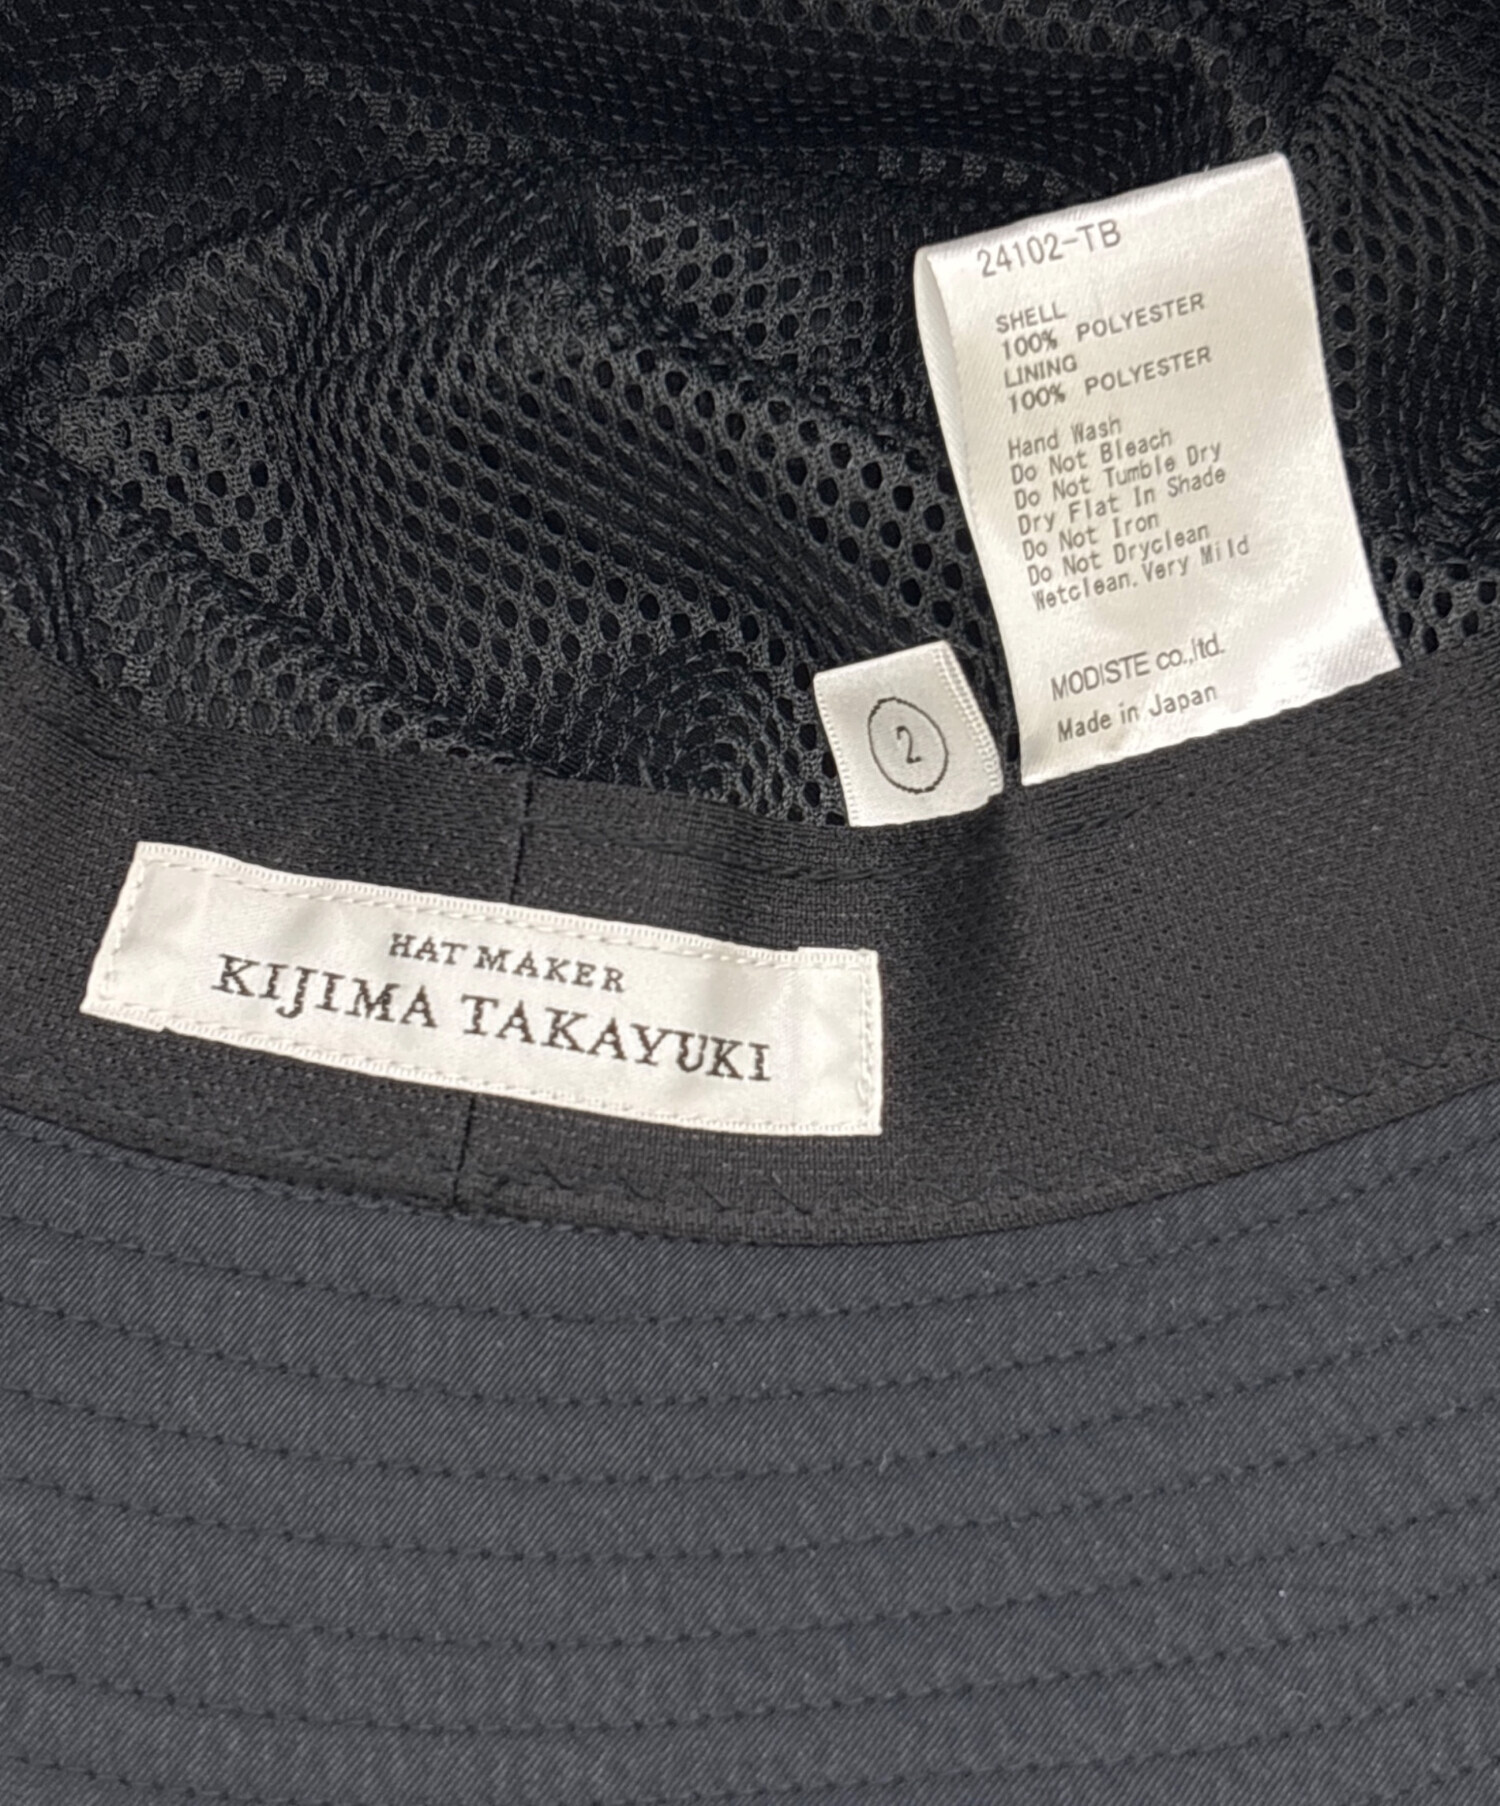 24102-TB
SHELL
100% POLYESTER
LINING
100% POLYESTER
Hand Wash
Do Not Bleach
Do Not Tumble Dry
Dry Flat In Shade
Do Not Iron
Do Not Dryclean
Wetclean.Very Mild
MODISTE co.,ltd.
Made in Japan
2
HAT MAKER
KIJIMA TAKAYUKI